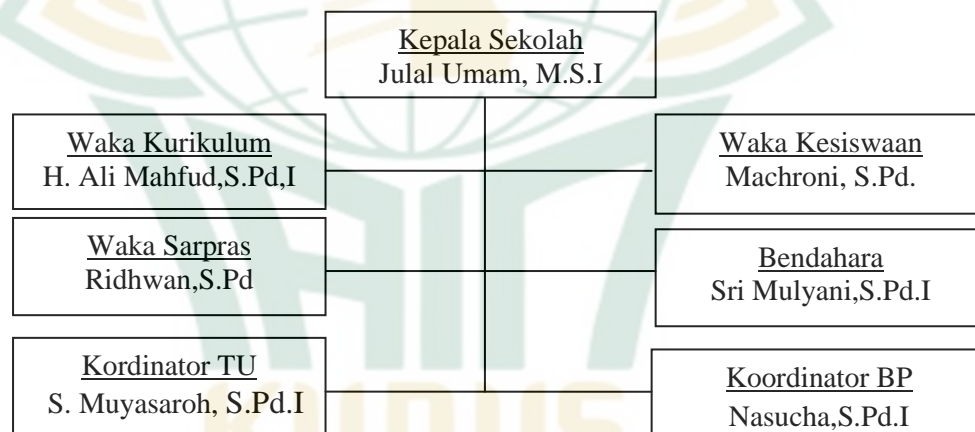 Kepala Sekolah
Julal Umam, M.S.I
Waka Kurikulum
H. Ali Mahfud,S.Pd,I
Waka Kesiswaan
Machroni, S.Pd.
Waka Sarpras
Ridhwan,S.Pd
Bendahara
Sri Mulyani,S.Pd.I
Kordinator TU
S. Muyasaroh, S.Pd.I
Koordinator BP
Nasucha,S.Pd.I
KUDUS